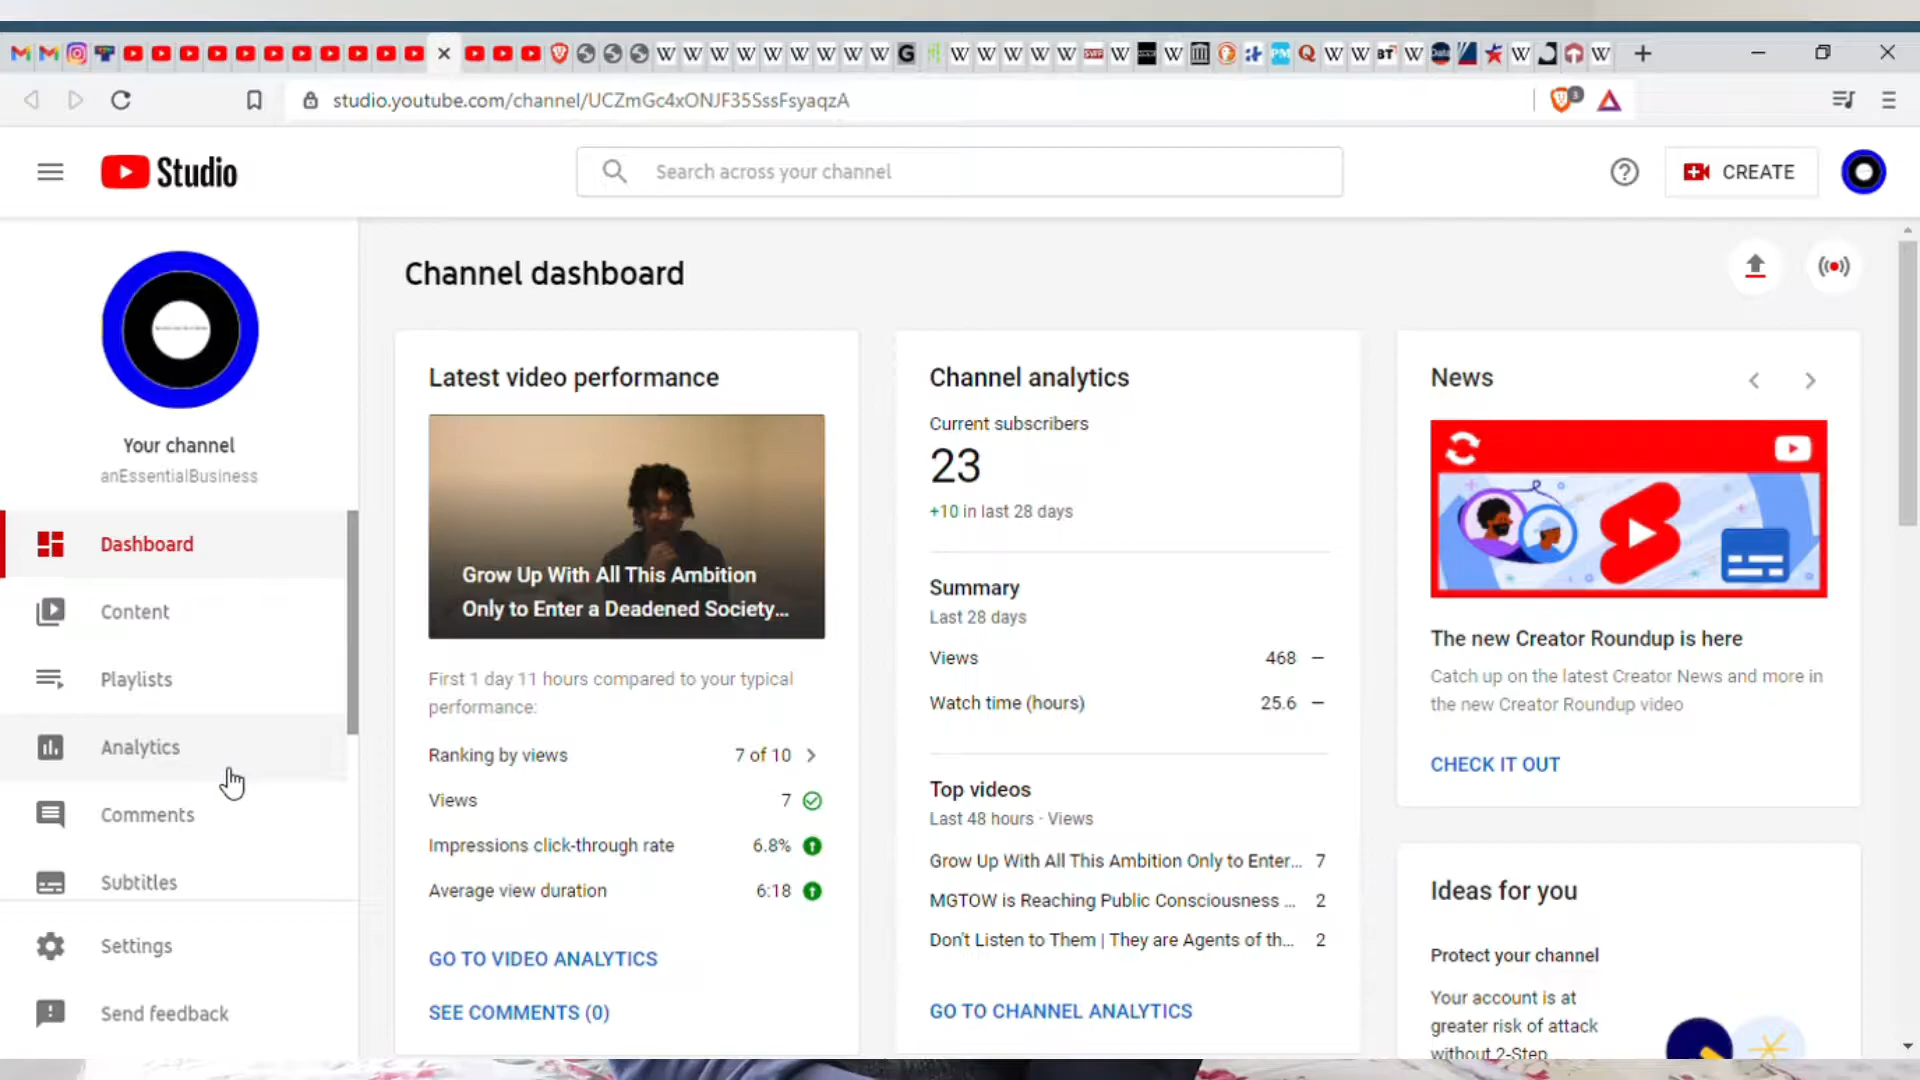 studio.youtube.com/channel/UCZmGc4xONJF35SssFsyaqzA
3
Studio
Search across your channel
CREATE
Your channel
anEssentialBusiness
Dashboard
Content
Playlists
Analytics
Comments
Subtitles
Settings
Send feedback
Channel dashboard
Latest video performance
Grow Up With All This Ambition
Only to Enter a Deadened Society...
First 1 day 11 hours compared to your typical
performance:
Ranking by views 7 of 10
Views 7
Impressions click-through rate 6.8%
Average view duration 6:18
GO TO VIDEO ANALYTICS
SEE COMMENTS (0)
Channel analytics
Current subscribers
23
+10 in last 28 days
Summary
Last 28 days
Views 468 —
Watch time (hours) 25.6 —
Top videos
Last 48 hours · Views
Grow Up With All This Ambition Only to Enter... 7
MGTOW is Reaching Public Consciousness ... 2
Don't Listen to Them | They are Agents of th... 2
GO TO CHANNEL ANALYTICS
News
The new Creator Roundup is here
Catch up on the latest Creator News and more in
the new Creator Roundup video
CHECK IT OUT
Ideas for you
Protect your channel
Your account is at
greater risk of attack
without 2-Step